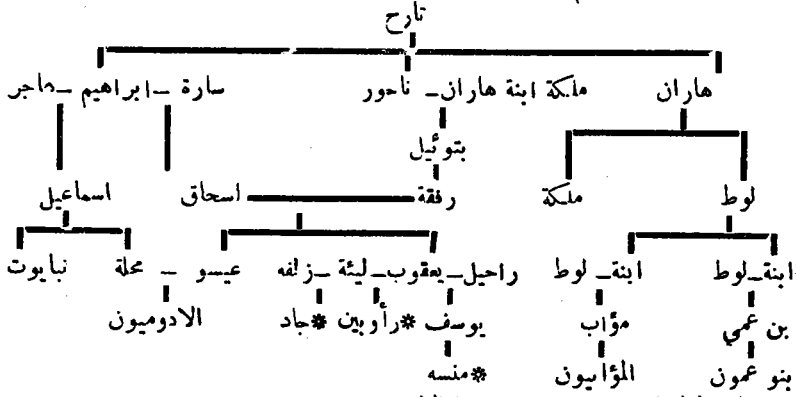 تارح
هاران ملكة ابنة هاران – ناحور سارة – ابراهيم – هاجر
بتوئيل
لوط ملكة رفقة اسحاق اسماعيل
ابنة – لوط ابنة – لوط راحيل – يعقوب – ليئة – زلفه عيسو – محلة نبايوت
بن عمي مؤاب يوسف *رأوبين *جاد الادوميون
بنو عمون المؤابيون *منسه